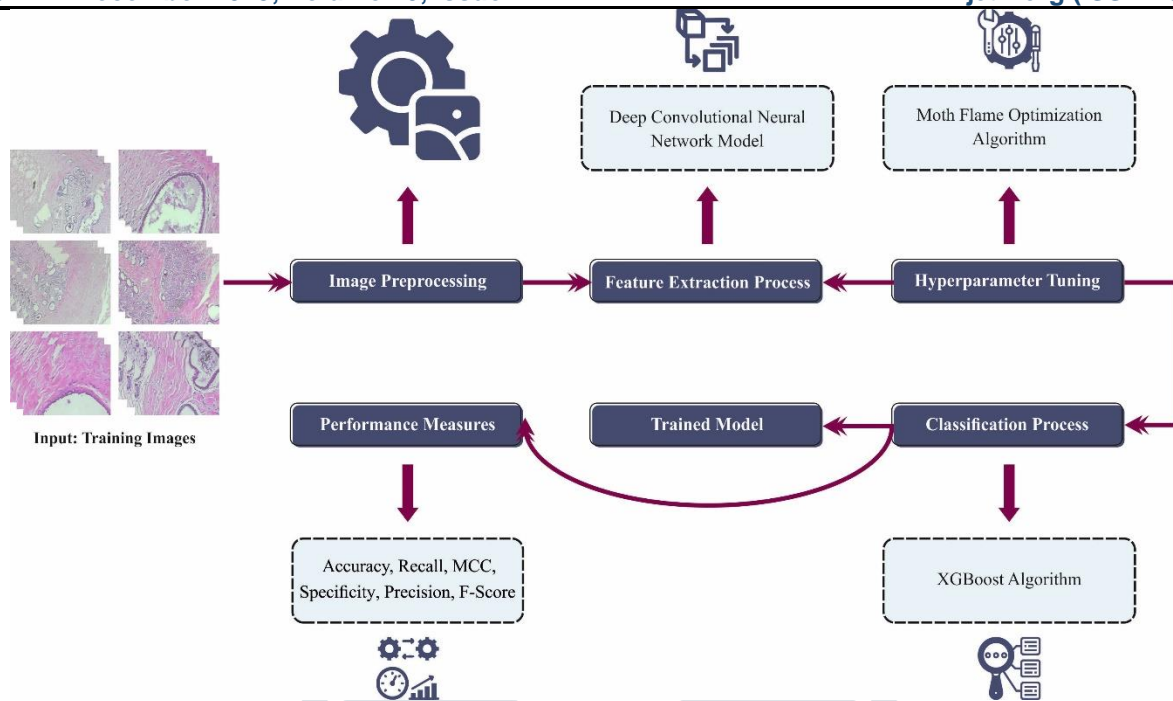 Deep Convolutional Neural
Network Model
Moth Flame Optimization
Algorithm
Image Preprocessing
Feature Extraction Process
Hyperparameter Tuning
Input: Training Images
Performance Measures
Trained Model
Classification Process
Accuracy, Recall, MCC,
Specificity, Precision, F-Score
XGBoost Algorithm